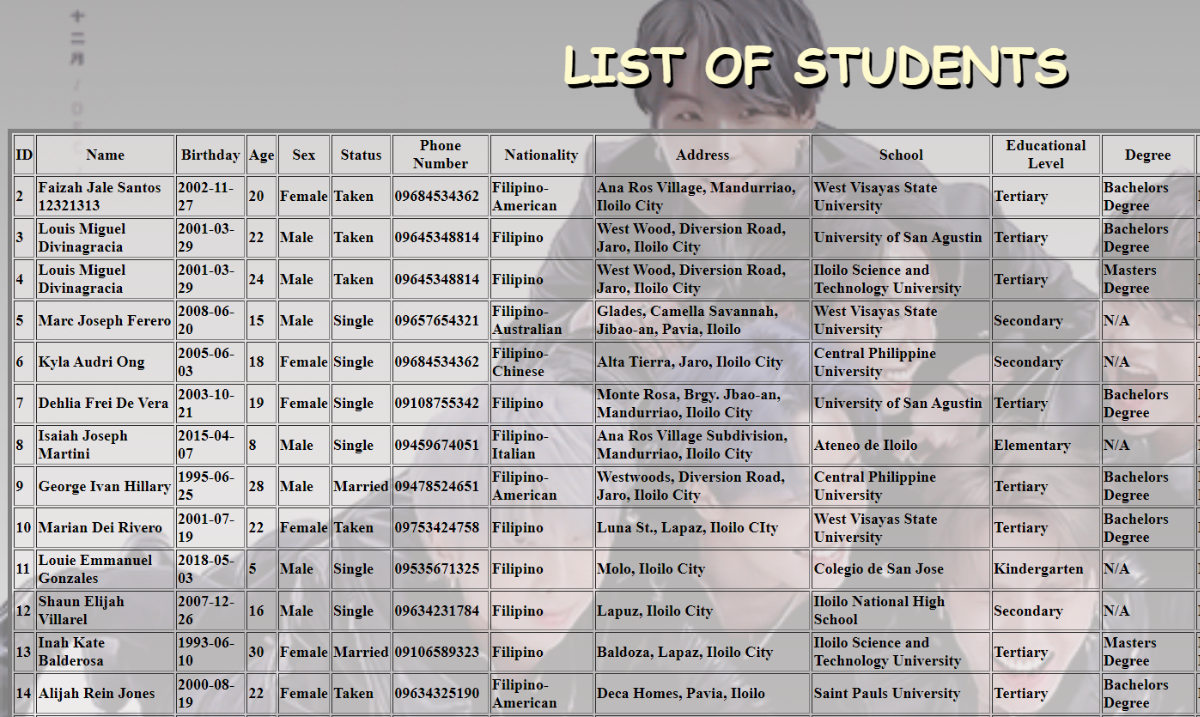 十
二
月
/
D
LIST OF STUDENTS
ID Name Birthday Age Sex Status Phone Number Nationality Address School Educational Level Degree
2 Faizah Jale Santos 12321313 2002-11-27 20 Female Taken 09684534362 Filipino-American Ana Ros Village, Mandurriao, Iloilo City West Visayas State University Tertiary Bachelors Degree
3 Louis Miguel Divinagracia 2001-03-29 22 Male Taken 09645348814 Filipino West Wood, Diversion Road, Jaro, Iloilo City University of San Agustin Tertiary Bachelors Degree
4 Louis Miguel Divinagracia 2001-03-29 24 Male Taken 09645348814 Filipino West Wood, Diversion Road, Jaro, Iloilo City Iloilo Science and Technology University Tertiary Masters Degree
5 Marc Joseph Ferero 2008-06-20 15 Male Single 09657654321 Filipino-Australian Glades, Camella Savannah, Jibao-an, Pavia, Iloilo West Visayas State University Secondary N/A
6 Kyla Audri Ong 2005-06-03 18 Female Single 09684534362 Filipino-Chinese Alta Tierra, Jaro, Iloilo City Central Philippine University Secondary N/A
7 Dehlia Frei De Vera 2003-10-21 19 Female Single 09108755342 Filipino Monte Rosa, Brgy. Jbao-an, Mandurriao, Iloilo City University of San Agustin Tertiary Bachelors Degree
8 Isaiah Joseph Martini 2015-04-07 8 Male Single 09459674051 Filipino-Italian Ana Ros Village Subdivision, Mandurriao, Iloilo City Ateneo de Iloilo Elementary N/A
9 George Ivan Hillary 1995-06-25 28 Male Married 09478524651 Filipino-American Westwoods, Diversion Road, Jaro, Iloilo City Central Philippine University Tertiary Bachelors Degree
10 Marian Dei Rivero 2001-07-19 22 Female Taken 09753424758 Filipino Luna St., Lapaz, Iloilo CIty West Visayas State University Tertiary Bachelors Degree
11 Louie Emmanuel Gonzales 2018-05-03 5 Male Single 09535671325 Filipino Molo, Iloilo City Colegio de San Jose Kindergarten N/A
12 Shaun Elijah Villarel 2007-12-26 16 Male Single 09634231784 Filipino Lapuz, Iloilo City Iloilo National High School Secondary N/A
13 Inah Kate Balderosa 1993-06-10 30 Female Married 09106589323 Filipino Baldoza, Lapaz, Iloilo City Iloilo Science and Technology University Tertiary Masters Degree
14 Alijah Rein Jones 2000-08-19 22 Female Taken 09634325190 Filipino-American Deca Homes, Pavia, Iloilo Saint Pauls University Tertiary Bachelors Degree